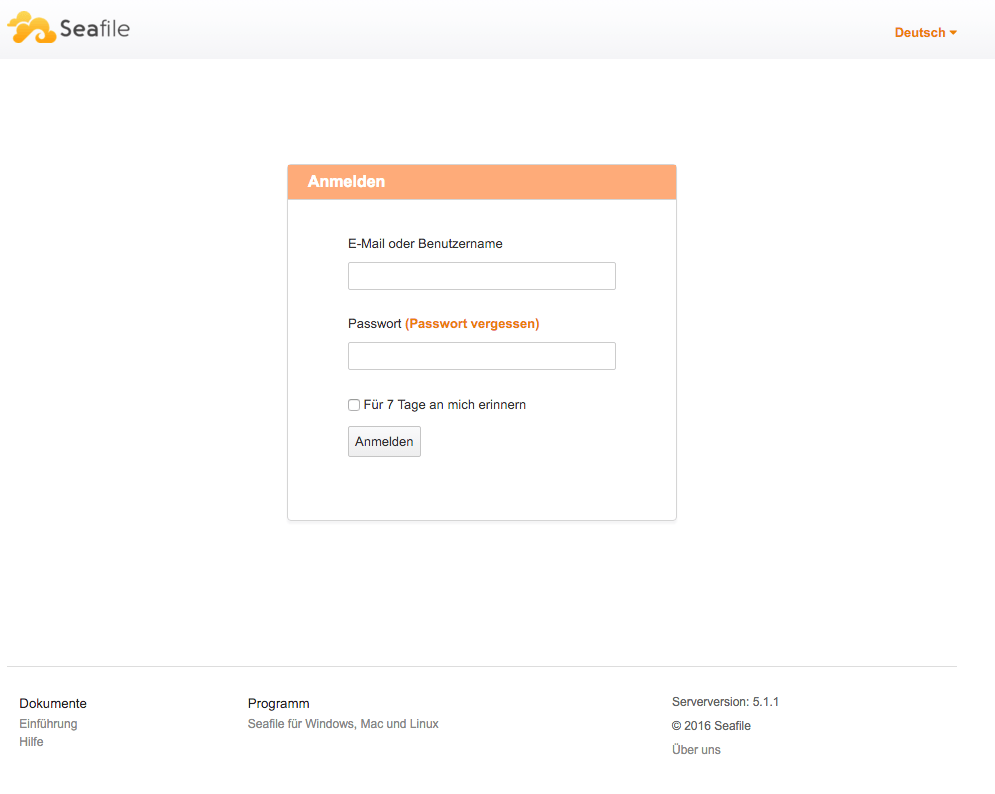 Seafile
Deutsch
Anmelden
E-Mail oder Benutzername
Passwort (Passwort vergessen)
Für 7 Tage an mich erinnern
Anmelden
Dokumente
Einführung
Hilfe
Programm
Seafile für Windows, Mac und Linux
Serverversion: 5.1.1
© 2016 Seafile
Über uns